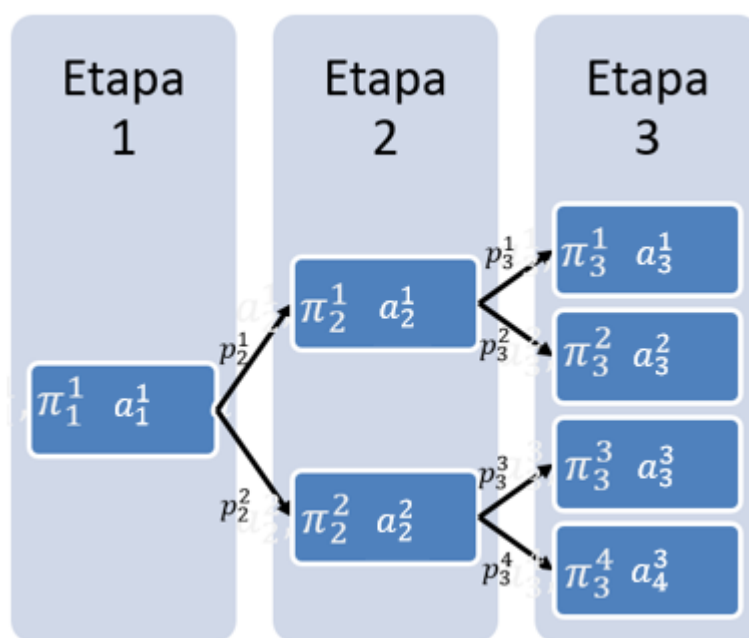 Etapa
1
Etapa
2
Etapa
3
π₁¹ a₁¹
p₂¹
p₂²
π₂¹ a₂¹
π₂² a₂²
p₃¹
p₃²
p₃³
p₃⁴
π₃¹ a₃¹
π₃² a₃²
π₃³ a₃³
π₃⁴ a₄³